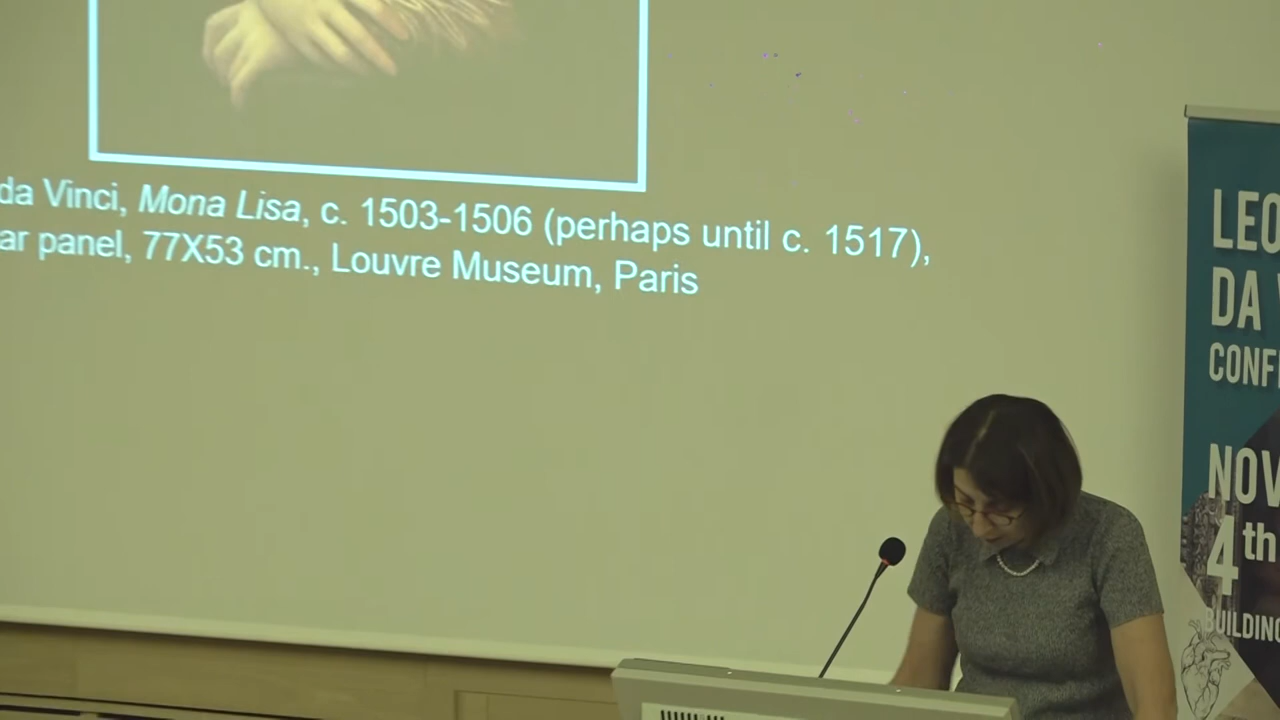 da Vinci, Mona Lisa, c. 1503-1506 (perhaps until c. 1517),
ar panel, 77X53 cm., Louvre Museum, Paris
LEO
DA
CONF
NOV
4th
BUILDING